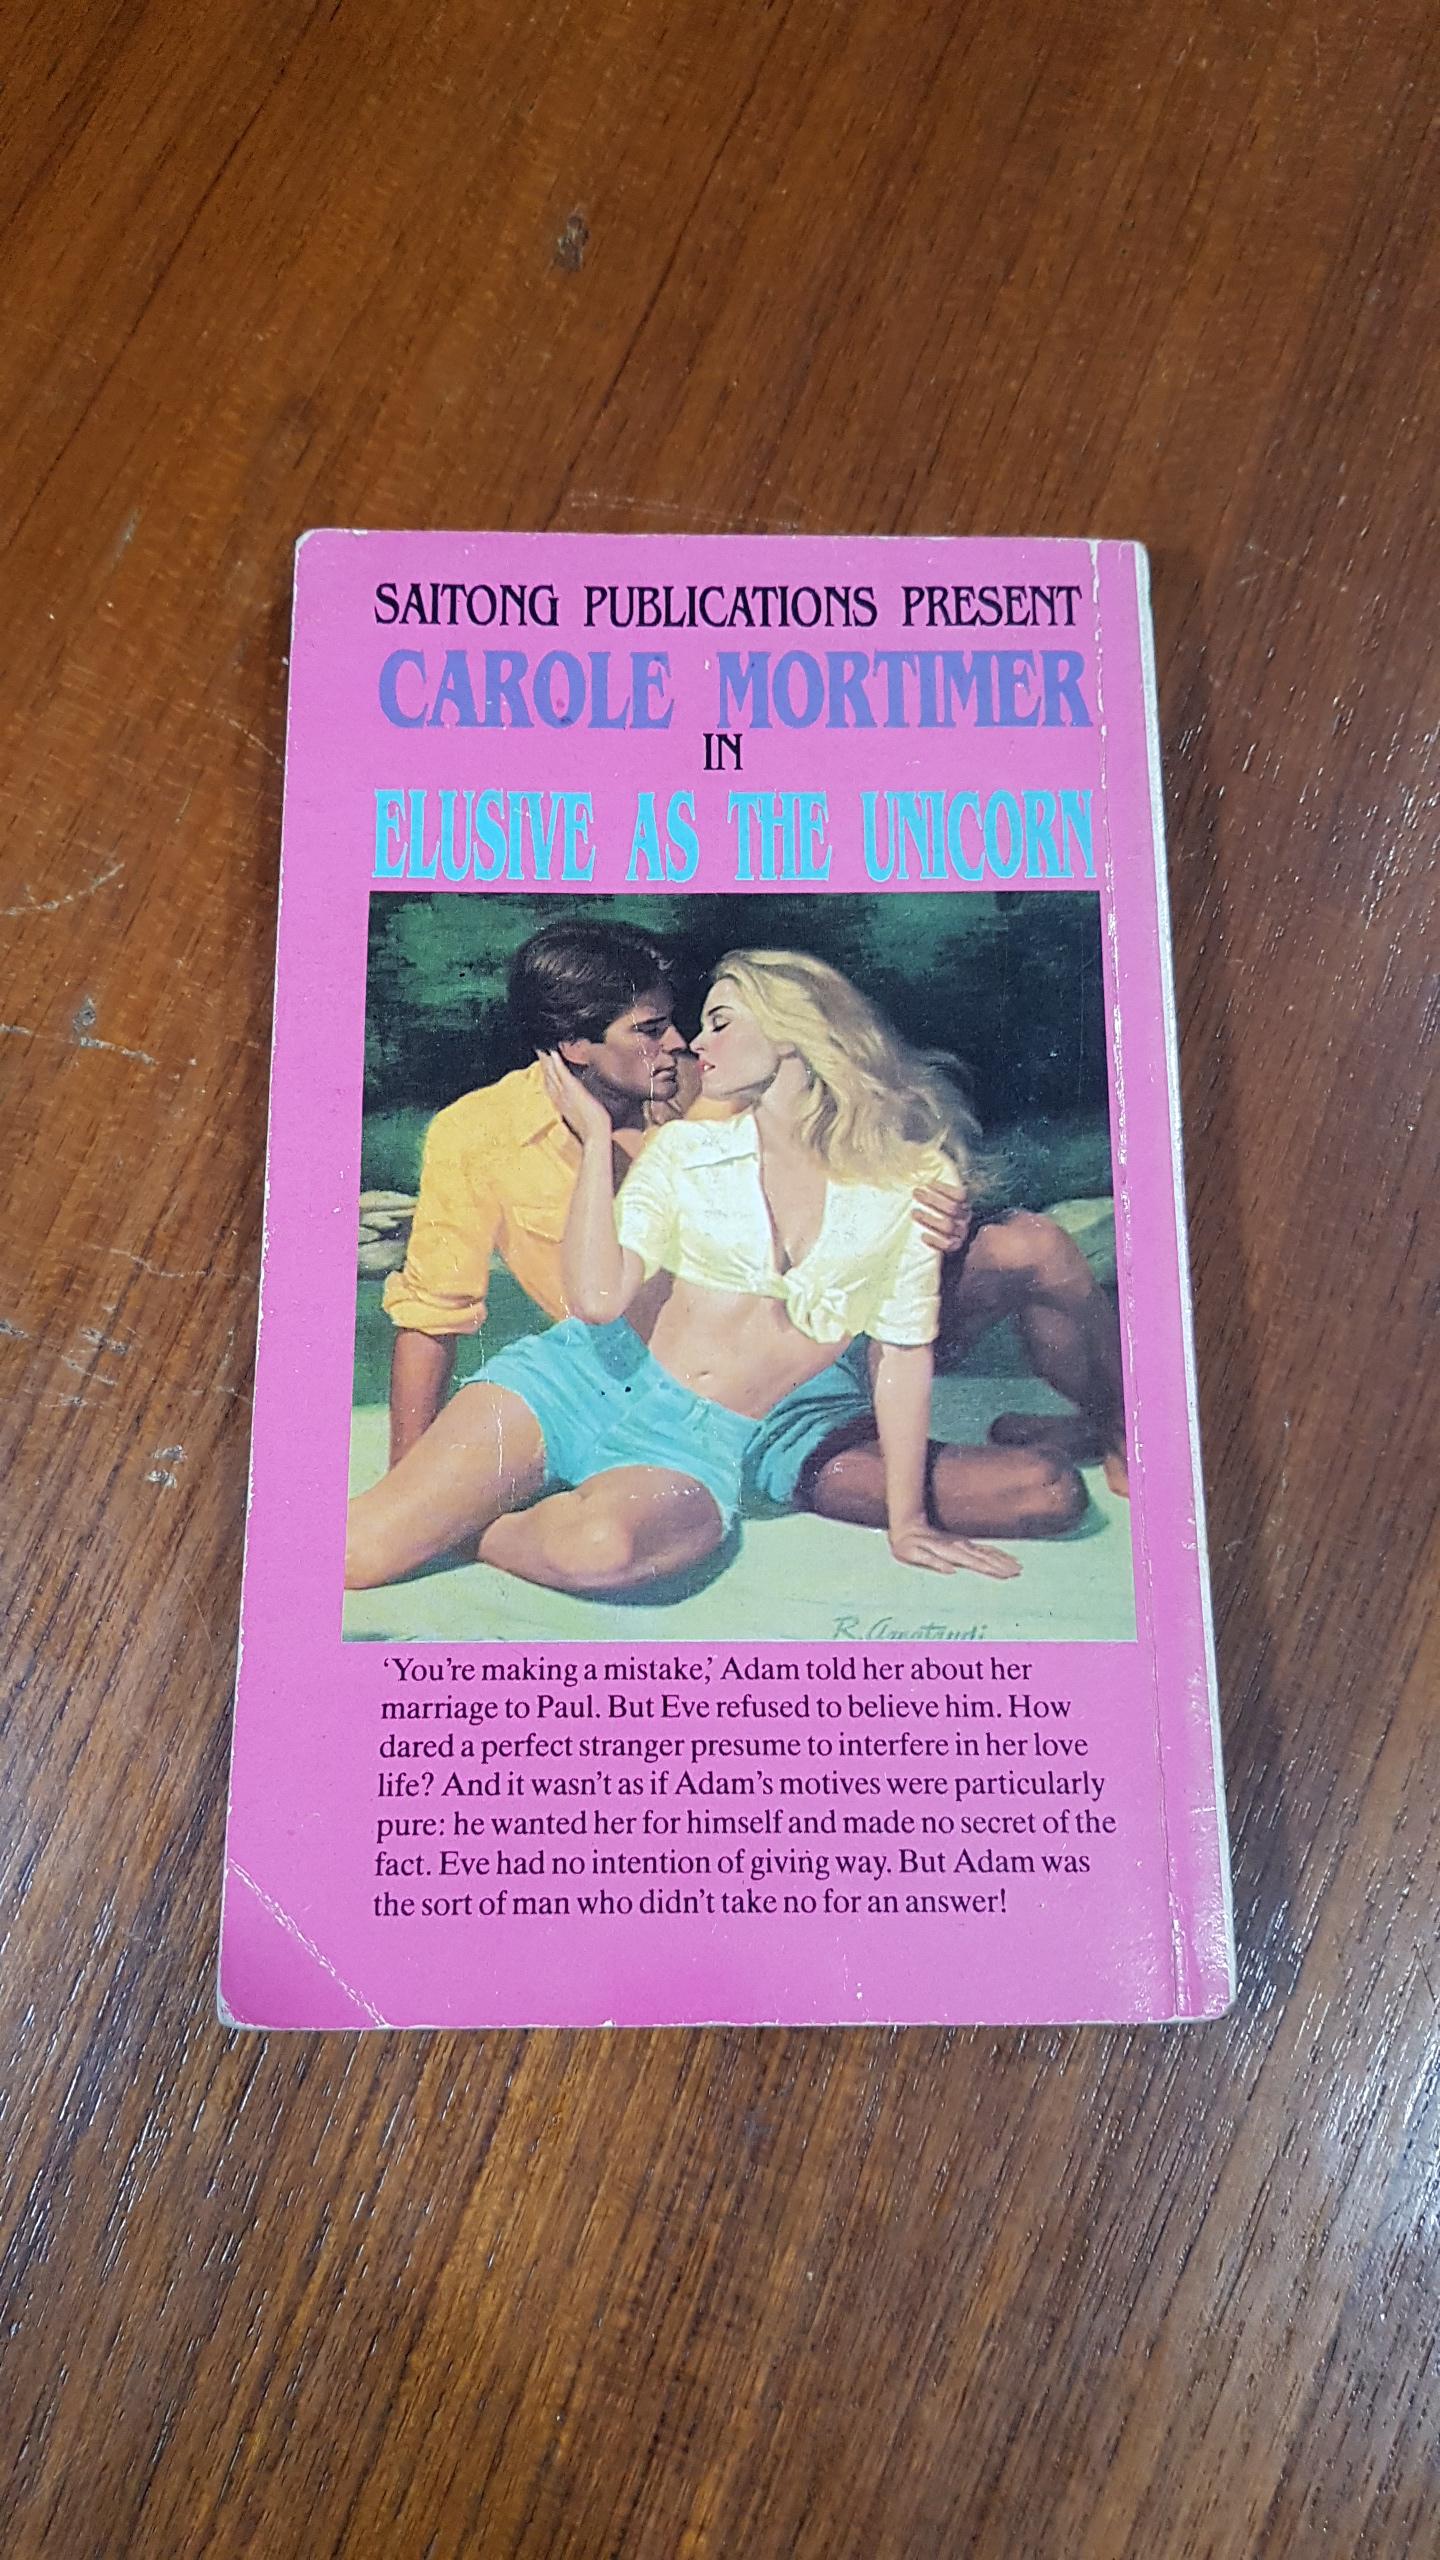 SAITONG PUBLICATIONS PRESENT
CAROLE MORTIMER
IN
ELUSIVE AS THE UNICORN
R.
‘You're making a mistake,’ Adam told her about her
marriage to Paul. But Eve refused to believe him. How
dared a perfect stranger presume to interfere in her love
life? And it wasn't as if Adam's motives were particularly
pure: he wanted her for himself and made no secret of the
fact. Eve had no intention of giving way. But Adam was
the sort of man who didn't take no for an answer!